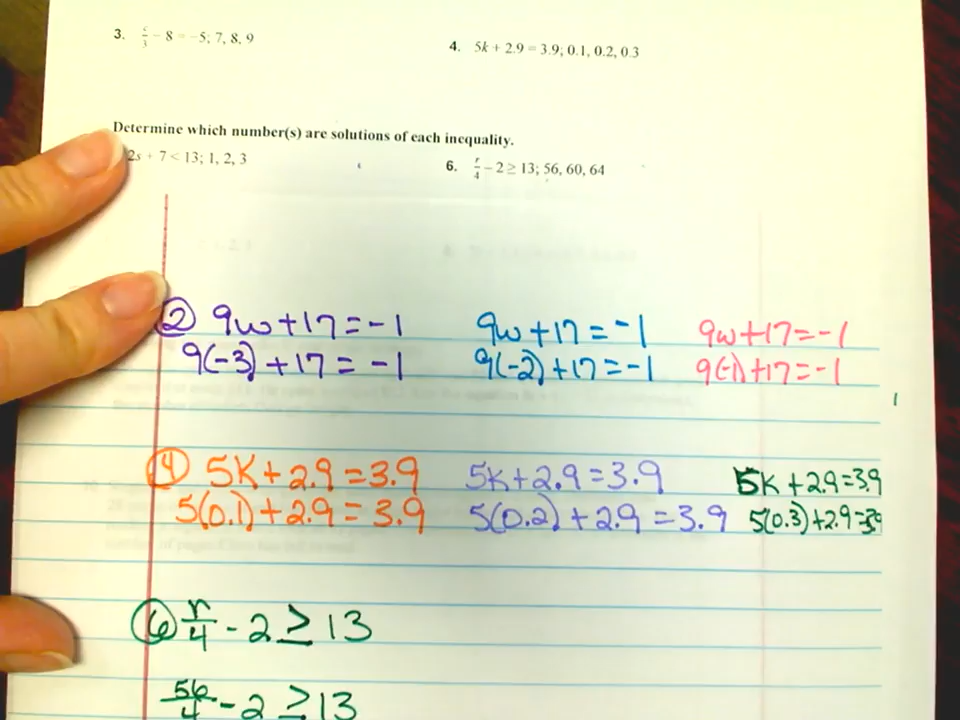 3. r/3 - 8 = -5; 7, 8, 9
4. 5k + 2.9 = 3.9; 0.1, 0.2, 0.3
Determine which number(s) are solutions of each inequality.
2s + 7 < 13; 1, 2, 3
6. r/4 - 2 ≥ 13; 56, 60, 64
② 9w + 17 = -1 9w + 17 = -1 9w + 17 = -1
9(-3) + 17 = -1 9(-2) + 17 = -1 9(-1) + 17 = -1
④ 5K + 2.9 = 3.9 5K + 2.9 = 3.9 5K + 2.9 = 3.9
5(0.1) + 2.9 = 3.9 5(0.2) + 2.9 = 3.9 5(0.3) + 2.9 = 3.9
⑥ r/4 - 2 ≥ 13
56/4 - 2 ≥ 13